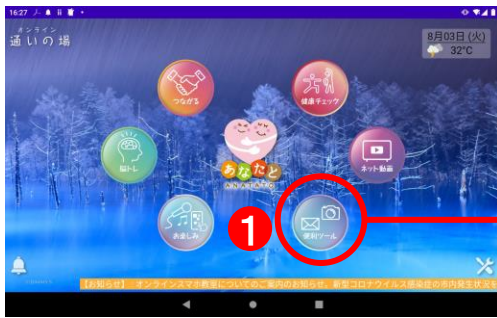 16:27
オンライン
通いの場
8月03日 (火)
32°C
つながる
健康チェック
脳トレ
あなたと
ANATATO
ネット動画
お楽しみ
1
便利ツール
【お知らせ】 オンラインスマホ教室についてのご案内のお知らせ。新型コロナウイルス感染症の市内発生状況を